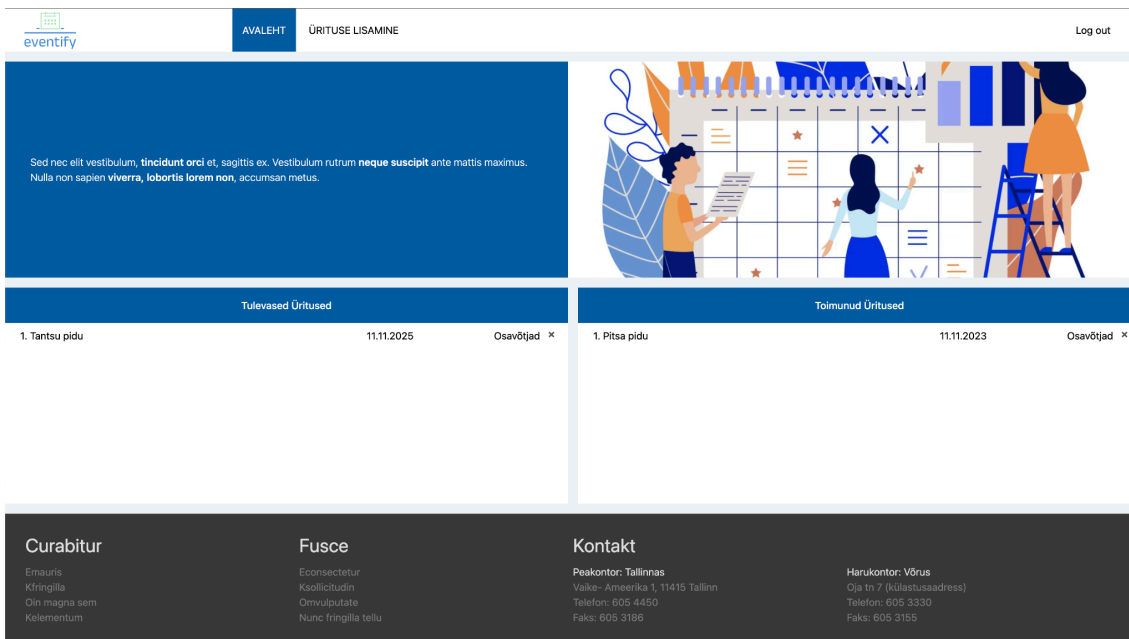 eventify
AVALEHT
ÜRITUSE LISAMINE
Log out
Sed nec elit vestibulum, tincidunt orci et, sagittis ex. Vestibulum rutrum neque suscipit ante mattis maximus.
Nulla non sapien viverra, lobortis lorem non, accumsan metus.
Tulevased Üritused
1. Tantsu pidu 11.11.2025 Osavõtjad ×
Toimunud Üritused
1. Pitsa pidu 11.11.2023 Osavõtjad ×
Curabitur
Emauris
Kfringilla
Oin magna sem
Kelementum
Fusce
Econsectetur
Ksollicitudin
Omvulputate
Nunc fringilla tellu
Kontakt
Peakontor: Tallinnas
Vaike- Ameerika 1, 11415 Tallinn
Telefon: 605 4450
Faks: 605 3186
Harukontor: Võrus
Oja tn 7 (külastusaadress)
Telefon: 605 3330
Faks: 605 3155